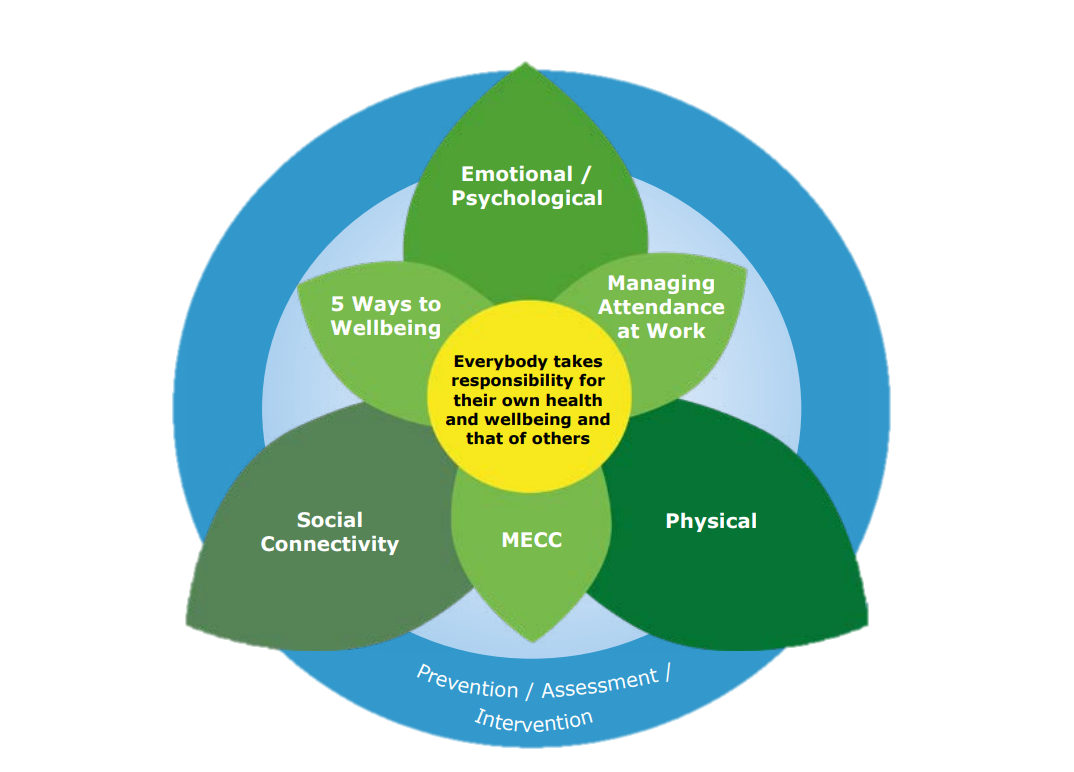 Emotional /
Psychological
5 Ways to
Wellbeing
Managing
Attendance
at Work
Everybody takes
responsibility for
their own health
and wellbeing and
that of others
Social
Connectivity
MECC
Physical
Prevention / Assessment /
Intervention